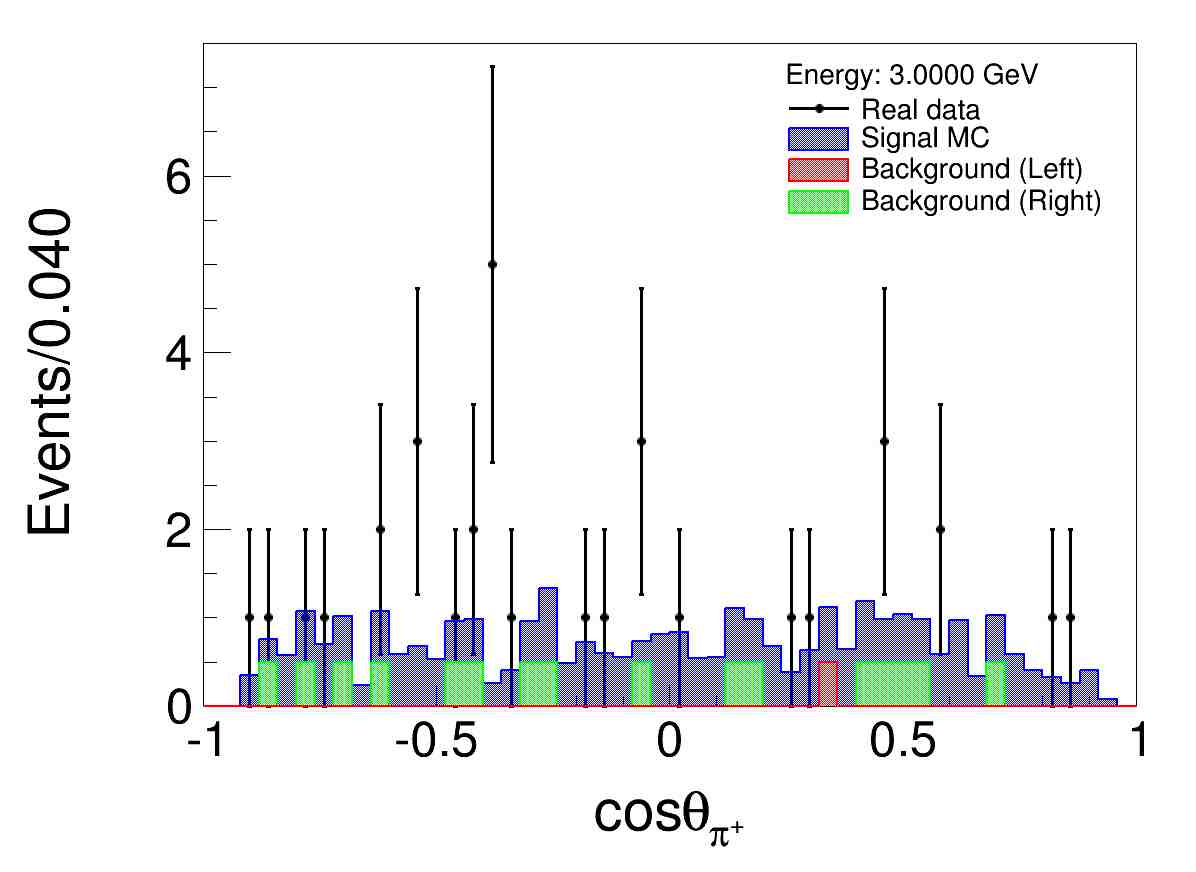 Energy: 3.0000 GeV
Real data
Signal MC
Background (Left)
Background (Right)
Events/0.040
6
4
2
0
-1
-0.5
0
0.5
1
cosθπ+